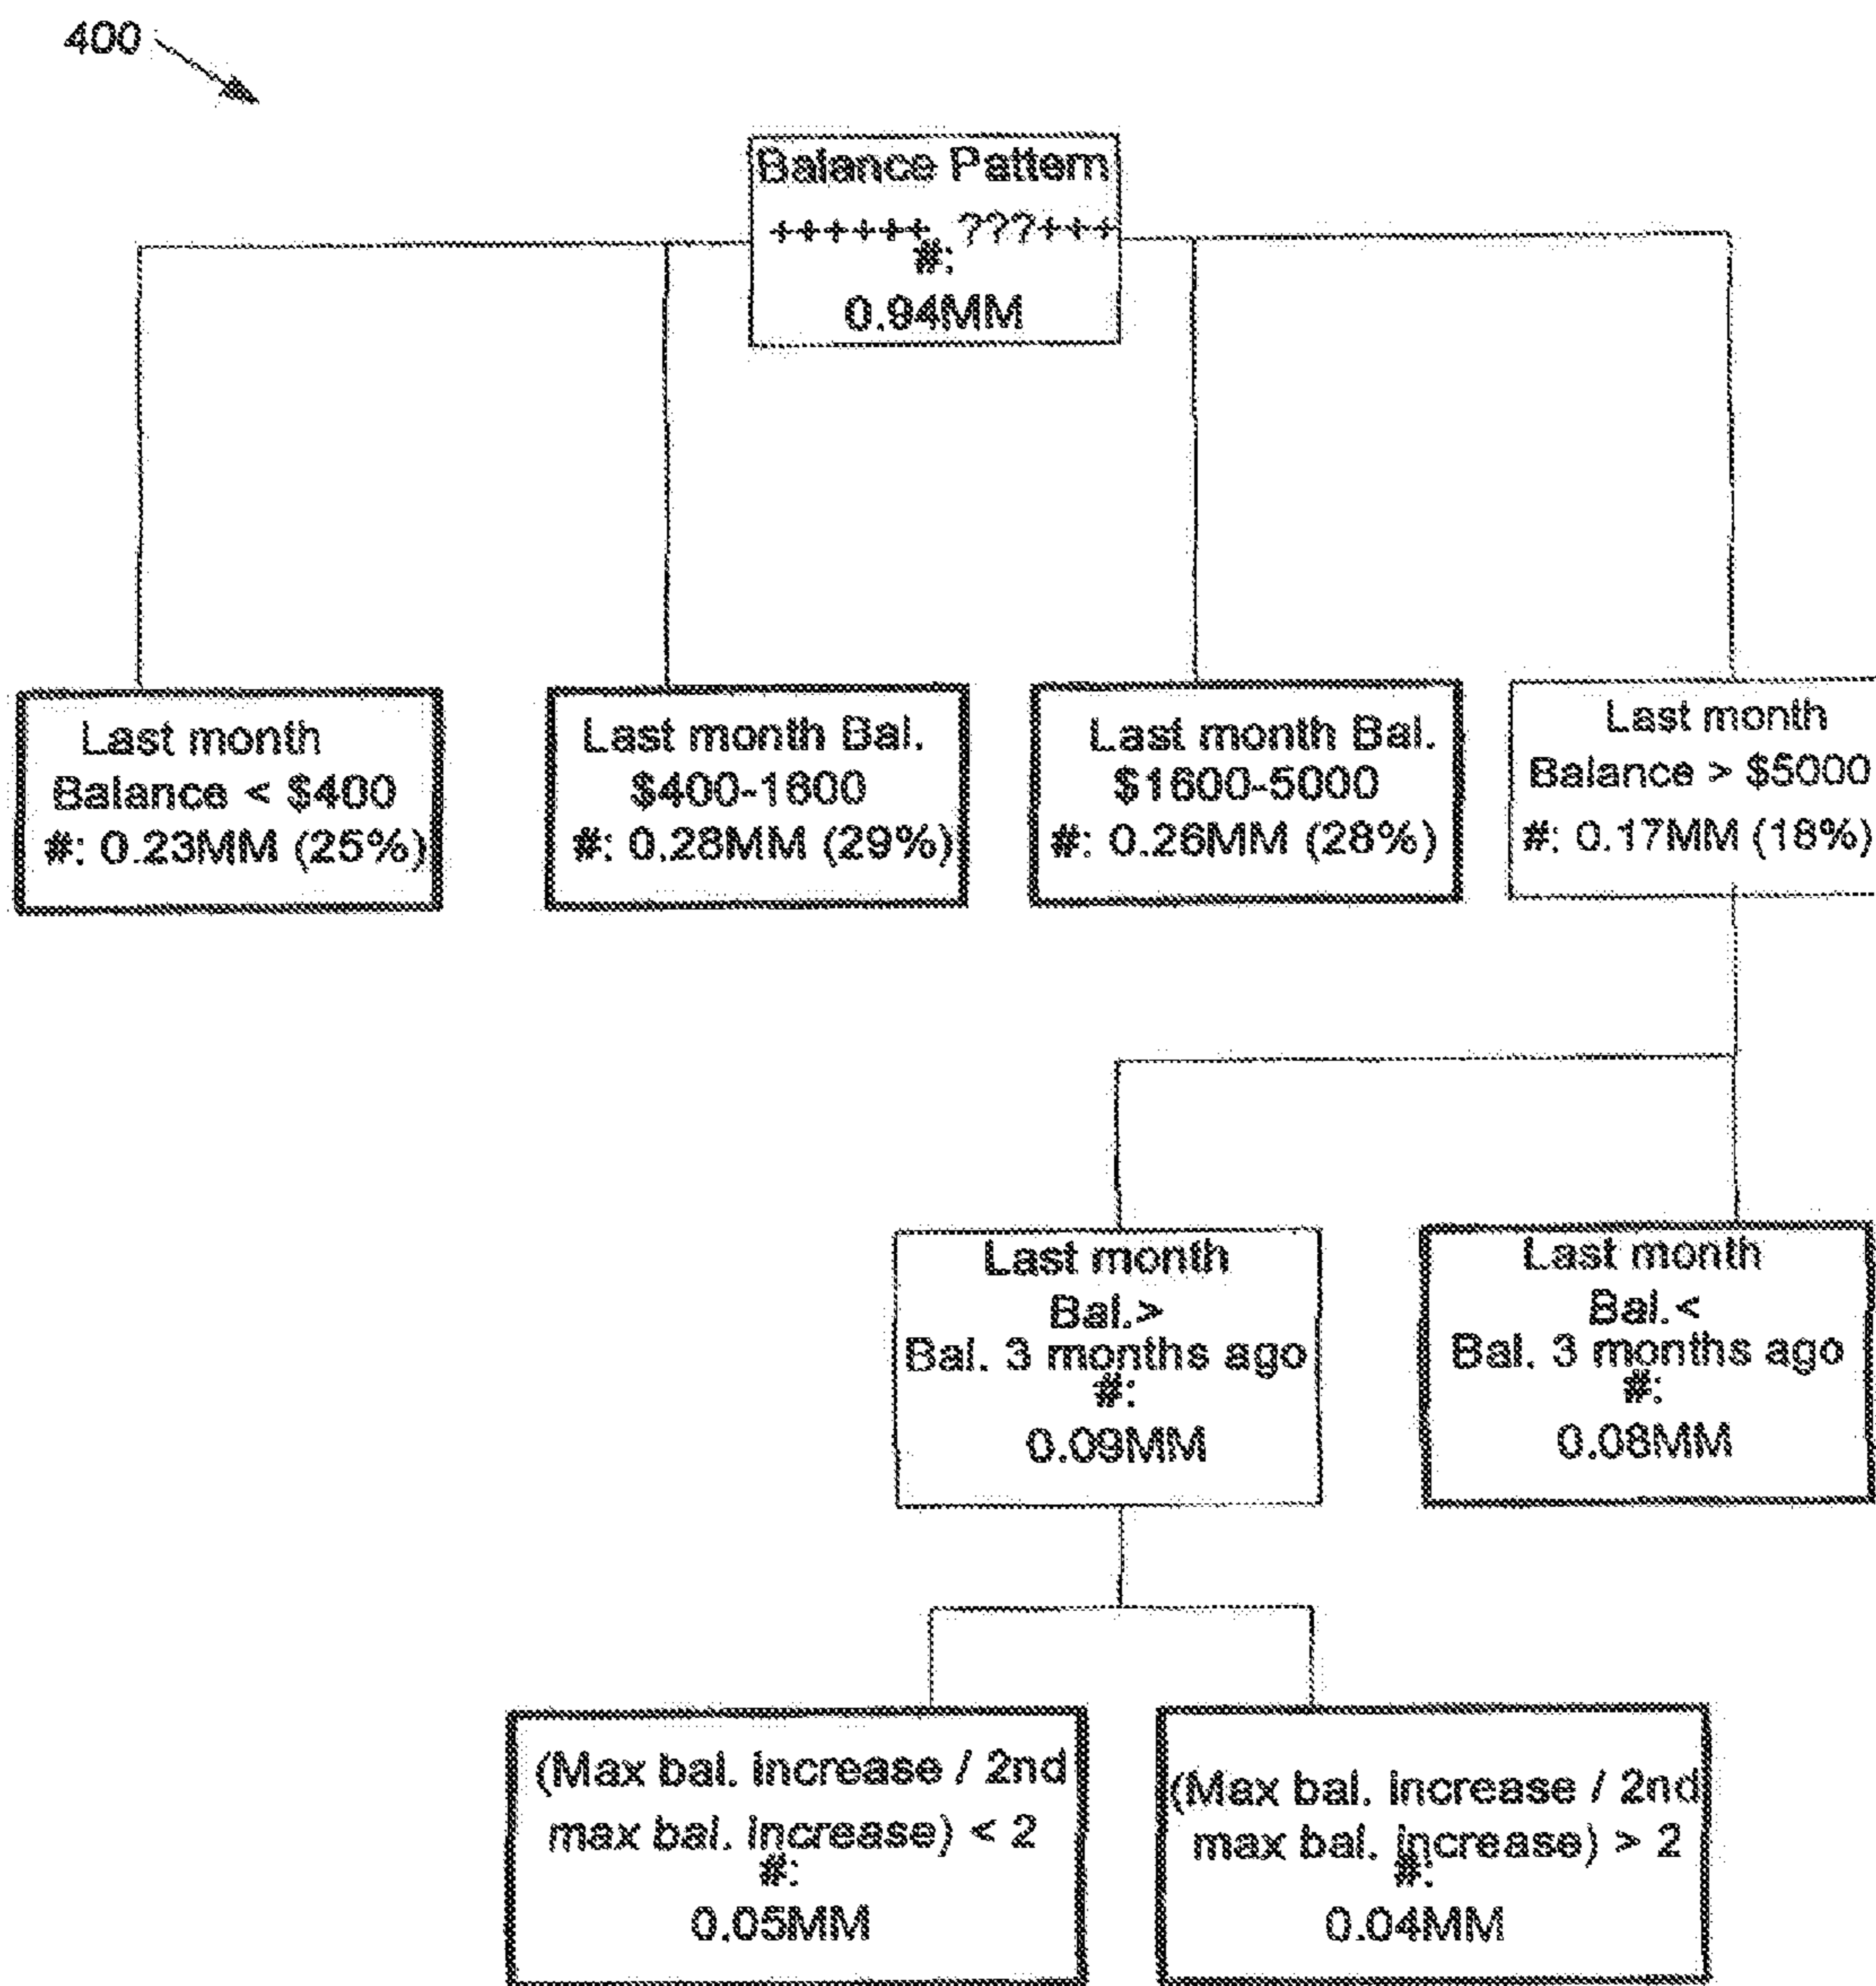 400
Balance Pattern
++++++ ???+++
#:
0.94MM
Last month
Balance < $400
#: 0.23MM (25%)
Last month Bal.
$400-1600
#: 0.28MM (29%)
Last month Bal.
$1600-5000
#: 0.26MM (28%)
Last month
Balance > $5000
#: 0.17MM (18%)
Last month
Bal.>
Bal. 3 months ago
#:
0.09MM
Last month
Bal.<
Bal. 3 months ago
#:
0.08MM
(Max bal. increase / 2nd
max bal. increase) < 2
#:
0.05MM
(Max bal. increase / 2nd
max bal. increase) > 2
#:
0.04MM